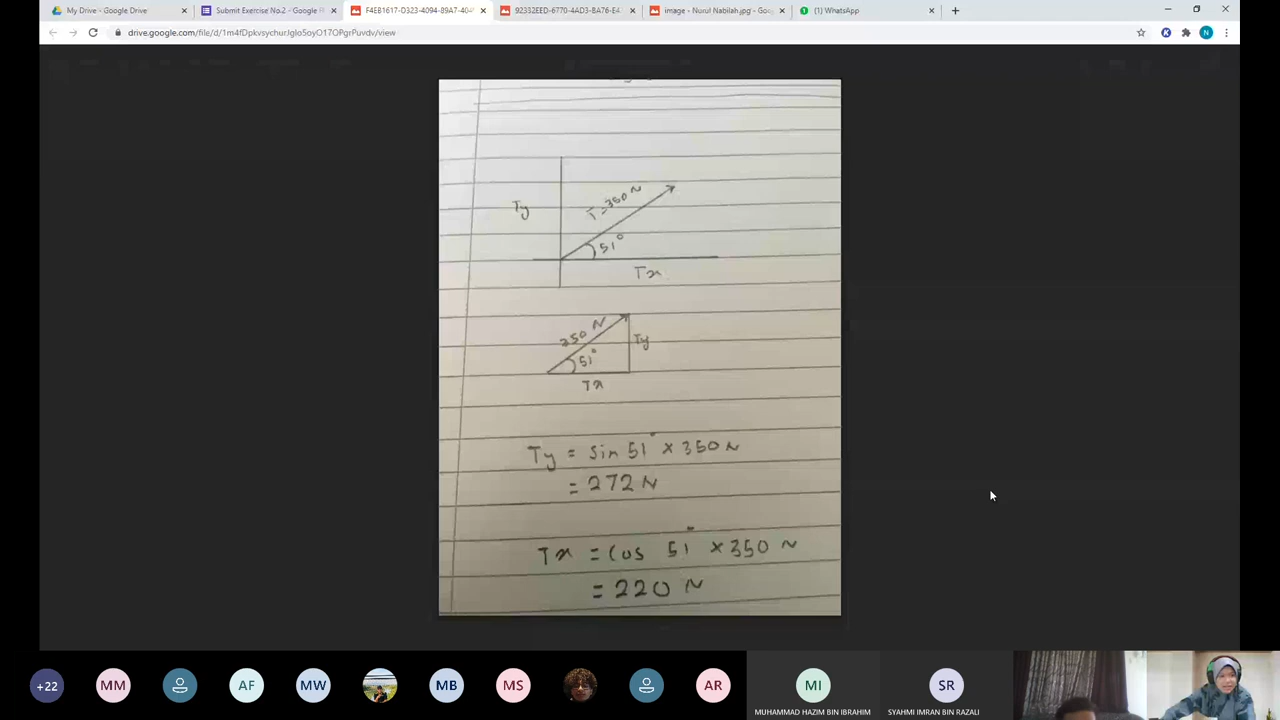 My Drive - Google Drive
Submit Exercise No.2 - Google F
F4EB1617-D323-4094-89A7-404
92332EED-6770-4AD3-BA76-E4
image - Nurul Nabilah.jpg - Goo
(1) WhatsApp
drive.google.com/file/d/1m4fDpkvsychurJglo5oyO17OPgrPuvdv/view
N
Ty
T=350 N
51°
Tx
350 N
51°
Ty
Tx
Ty = sin 51° × 350 N
= 272 N
Tx = Cos 51° × 350 N
= 220 N
+22
MM
AF
MW
MB
MS
AR
MI
SR
MUHAMMAD HAZIM BIN IBRAHIM
SYAHMI IMRAN BIN RAZALI